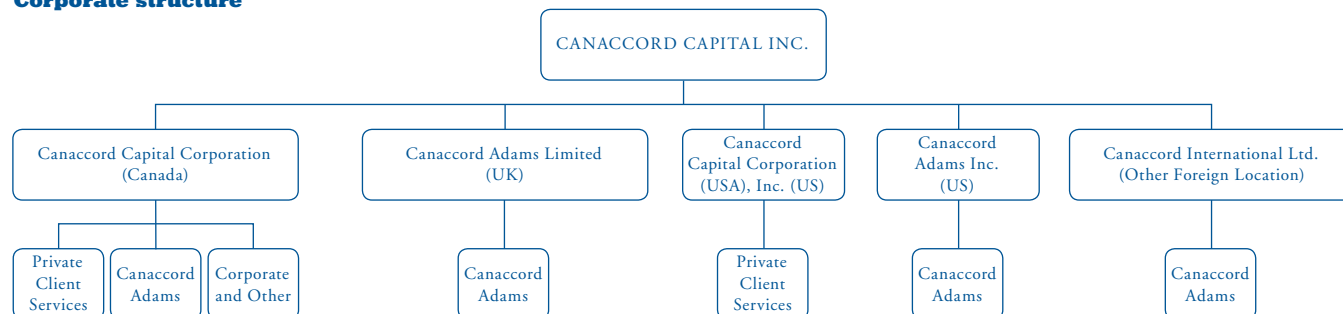 Corporate structure
CANACCORD CAPITAL INC.
Canaccord Capital Corporation
(Canada)
Canaccord Adams Limited
(UK)
Canaccord
Capital Corporation
(USA), Inc. (US)
Canaccord
Adams Inc.
(US)
Canaccord International Ltd.
(Other Foreign Location)
Private
Client
Services
Canaccord
Adams
Corporate
and Other
Canaccord
Adams
Private
Client
Services
Canaccord
Adams
Canaccord
Adams